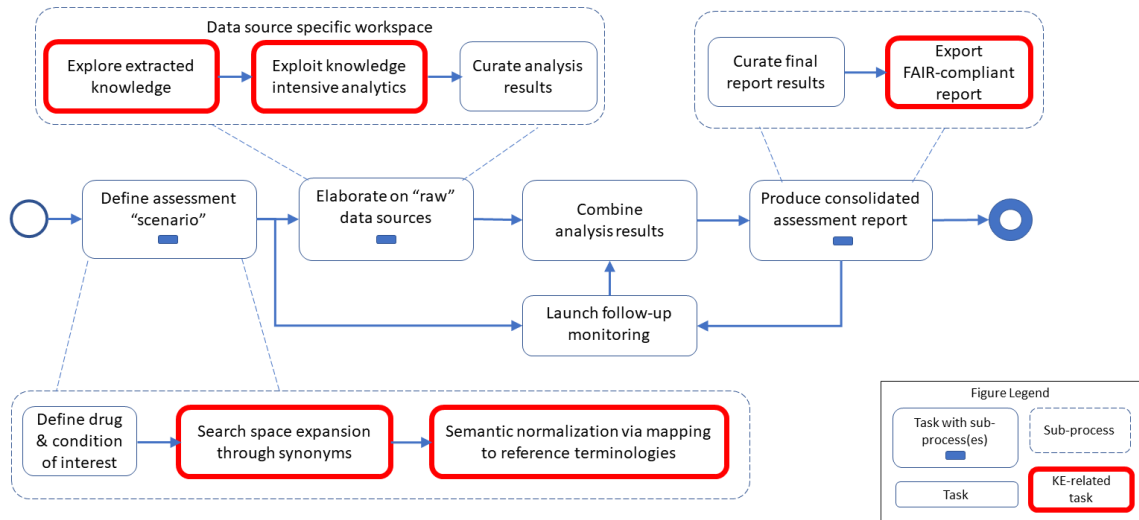 Data source specific workspace
Explore extracted
knowledge
Exploit knowledge
intensive analytics
Curate analysis
results
Curate final
report results
Export
FAIR-compliant
report
Define assessment
“scenario”
Elaborate on “raw”
data sources
Combine
analysis results
Produce consolidated
assessment report
Launch follow-up
monitoring
Define drug
& condition
of interest
Search space expansion
through synonyms
Semantic normalization via mapping
to reference terminologies
Figure Legend
Task with sub-
process(es)
Sub-process
Task
KE-related
task